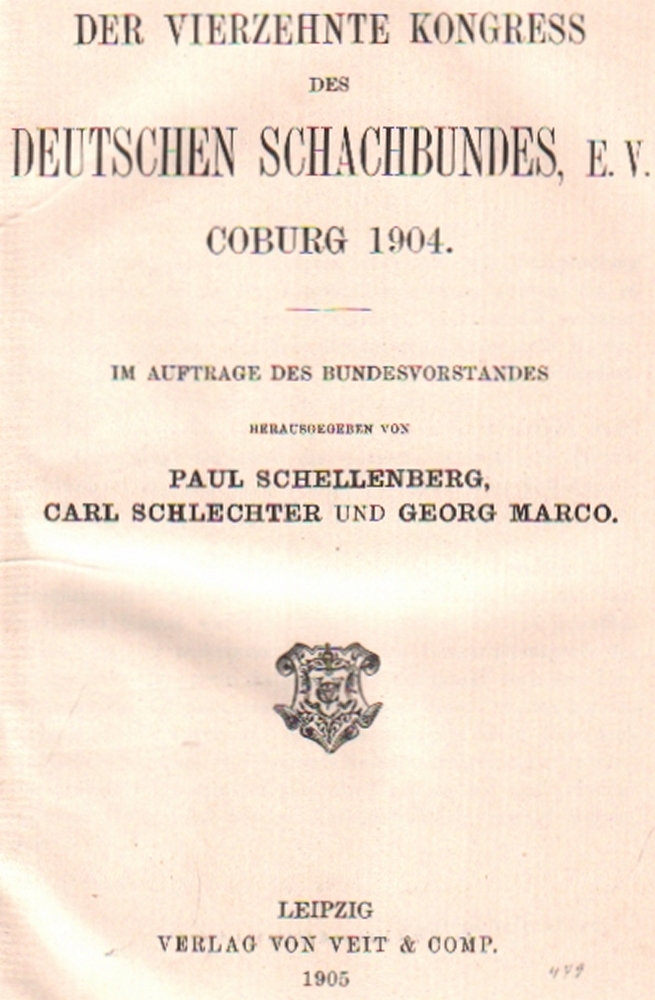 DER VIERZEHNTE KONGRESS
DES
DEUTSCHEN SCHACHBUNDES, E. V.
COBURG 1904.
IM AUFTRAGE DES BUNDESVORSTANDES
HERAUSGEGEBEN VON
PAUL SCHELLENBERG,
CARL SCHLECHTER UND GEORG MARCO.
LEIPZIG
VERLAG VON VEIT & COMP.
1905
479